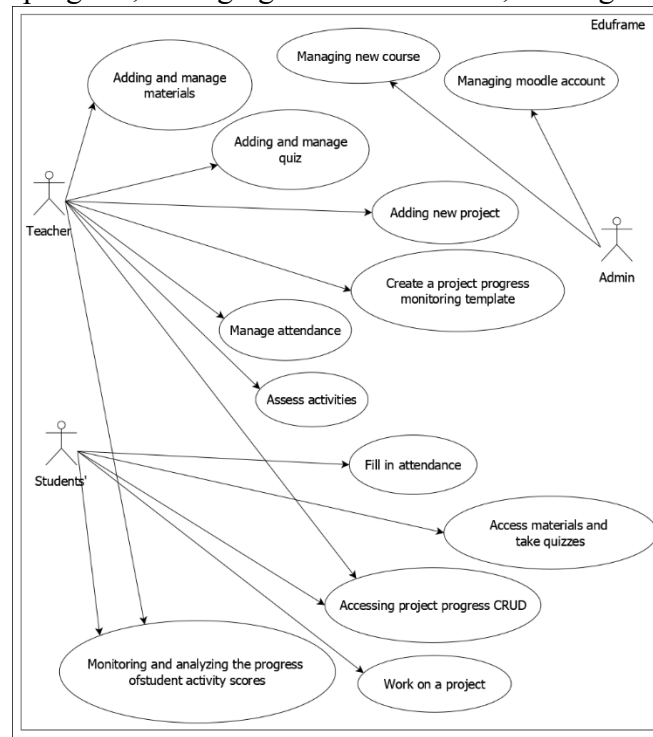 Eduframe
Managing new course
Managing moodle account
Adding and manage
materials
Adding and manage
quiz
Teacher
Adding new project
Admin
Create a project progress
monitoring template
Manage attendance
Assess activities
Students'
Fill in attendance
Access materials and
take quizzes
Accessing project progress CRUD
Monitoring and analyzing the progress
ofstudent activity scores
Work on a project